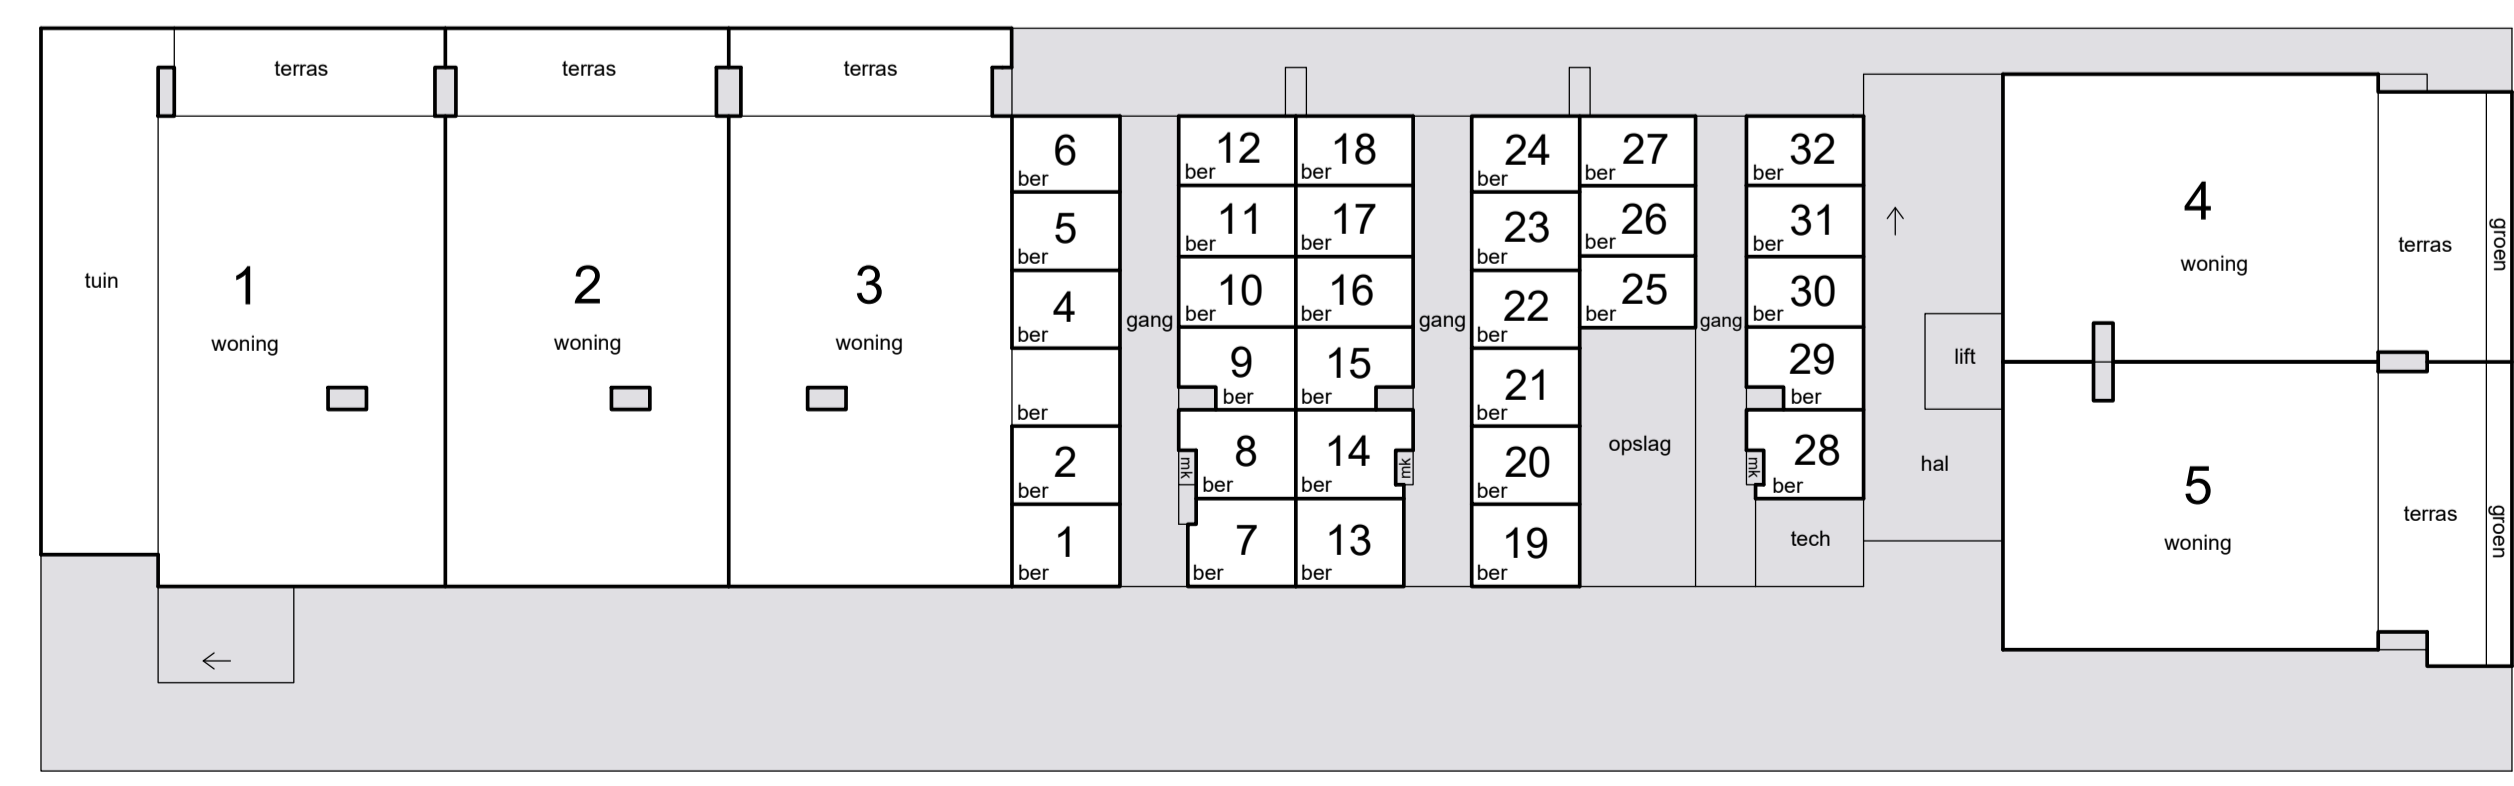 tuin
terras
1
woning
terras
2
woning
terras
3
woning
6
ber
5
ber
4
ber
ber
2
ber
1
ber
gang
12
ber
11
ber
10
ber
9
ber
8
mk
ber
7
ber
18
ber
17
ber
16
ber
15
ber
14
mk
ber
13
ber
gang
24
ber
23
ber
22
ber
21
ber
20
ber
19
ber
27
ber
26
ber
25
ber
opslag
gang
32
ber
31
ber
30
ber
29
ber
28
mk
ber
tech
lift
hal
4
woning
terras
groen
5
woning
terras
groen